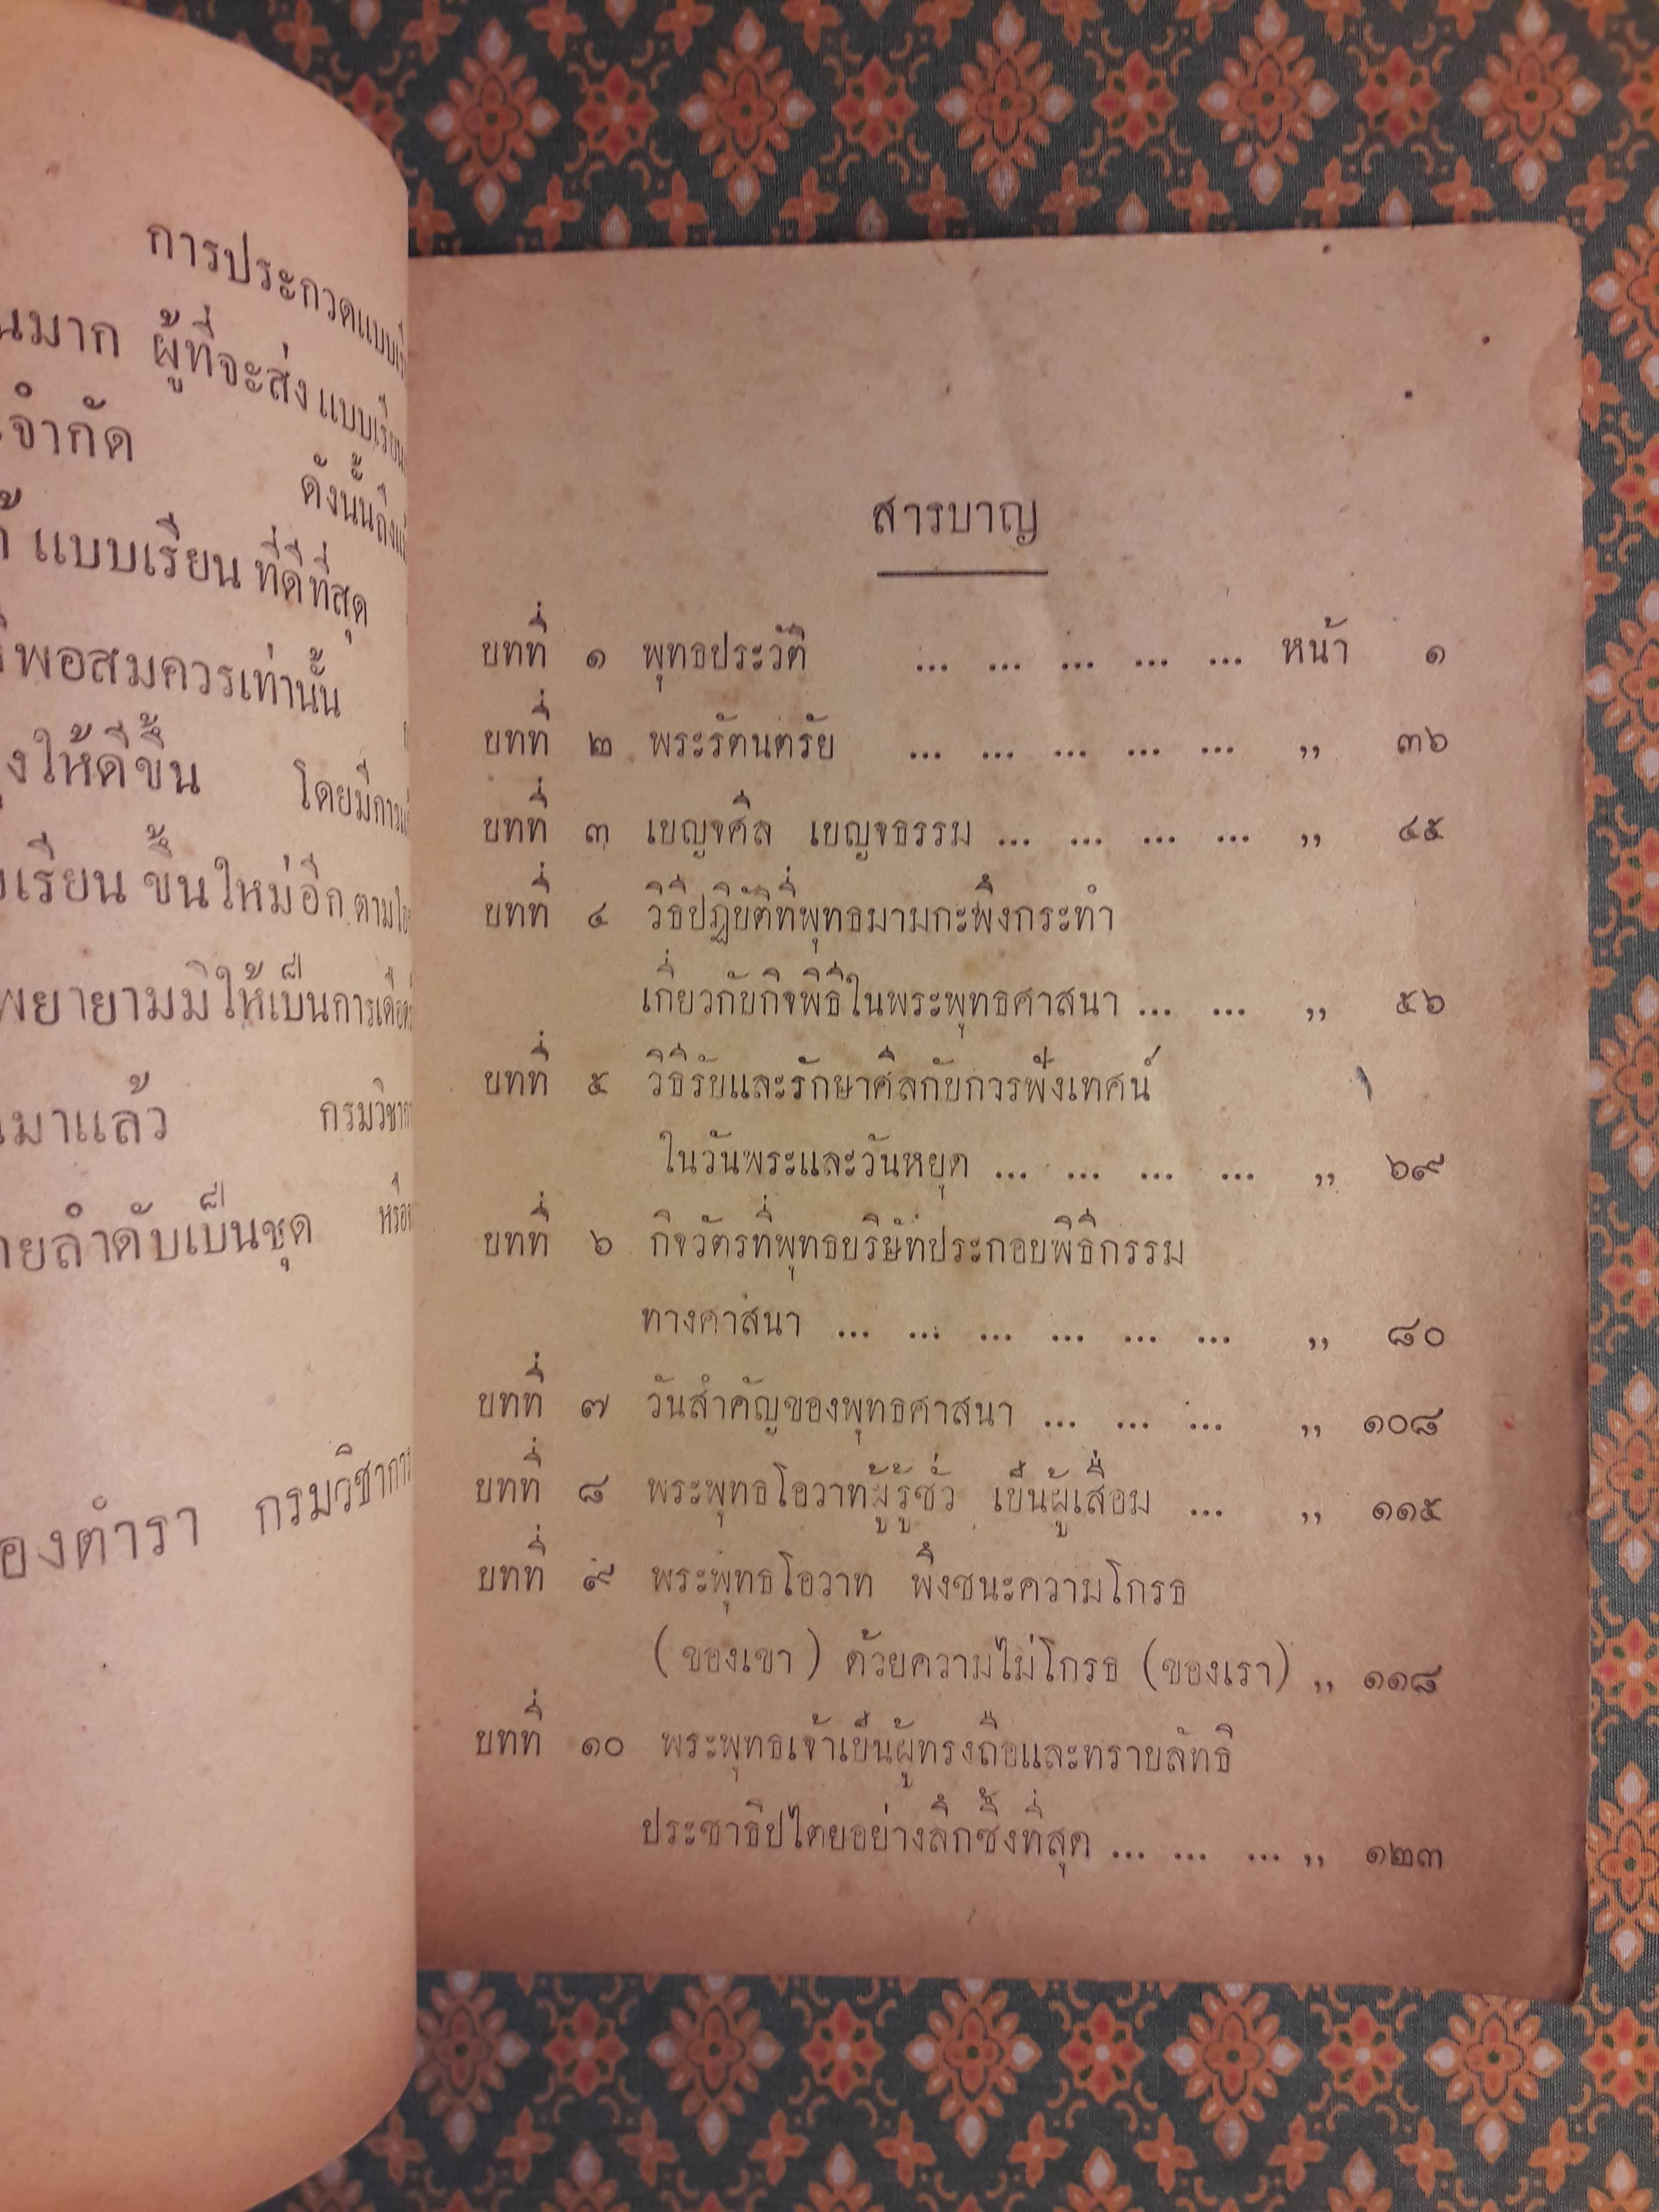 การประกวดแบบ
นมาก ผู้ที่จะส่งแบบเรียน
จำกัด
ดังนั้นถึง
แบบเรียน ที่ดีที่สุด
พอสมควรเท่านั้น
ให้ดีขึ้น โดยมีการ
เรียน ขึ้นใหม่อีก ตาม
พยายามมิให้เป็นการเดือด
มาแล้ว กรมวิชา
ลำดับเป็นชุด หรือ
องตำรา กรมวิชาการ
สารบาญ
บทที่ ๑ พุทธประวัติ ... ... ... ... ... หน้า ๑
บทที่ ๒ พระรัตนตรัย ... ... ... ... ... ,, ๓๖
บทที่ ๓ เบญจศีล เบญจธรรม ... ... ... ... ,, ๔๕
บทที่ ๔ วิธีปฏิบัติที่พุทธมามกะพึงกระทำ
เกี่ยวกับกิจพิธีในพระพุทธศาสนา ... ... ,, ๕๖
บทที่ ๕ วิธีรับและรักษาศีลกับการฟังเทศน์
ในวันพระและวันหยุด ... ... ... ... ,, ๖๙
บทที่ ๖ กิจวัตรที่พุทธบริษัทประกอบพิธีกรรม
ทางศาสนา ... ... ... ... ... ... ,, ๘๐
บทที่ ๗ วันสำคัญของพุทธศาสนา ... ... ... ,, ๑๐๘
บทที่ ๘ พระพุทธโอวาทผู้รู้ชั่ว เป็นผู้เสื่อม ... ,, ๑๑๕
บทที่ ๙ พระพุทธโอวาท พึงชนะความโกรธ
(ของเขา) ด้วยความไม่โกรธ (ของเรา) ,, ๑๑๘
บทที่ ๑๐ พระพุทธเจ้าเป็นผู้ทรงถือและทราบลัทธิ
ประชาธิปไตยอย่างลึกซึ้งที่สุด ... ... ... ,, ๑๒๓